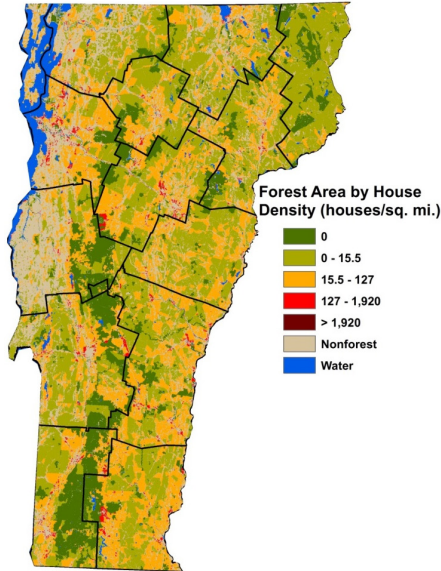 Forest Area by House
Density (houses/sq. mi.)
0
0 - 15.5
15.5 - 127
127 - 1,920
> 1,920
Nonforest
Water